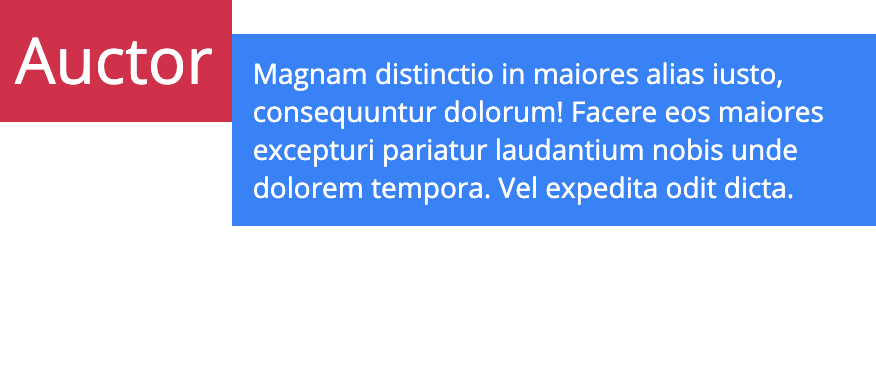 Auctor
Magnam distinctio in maiores alias iusto,
consequuntur dolorum! Facere eos maiores
excepturi pariatur laudantium nobis unde
dolorem tempora. Vel expedita odit dicta.